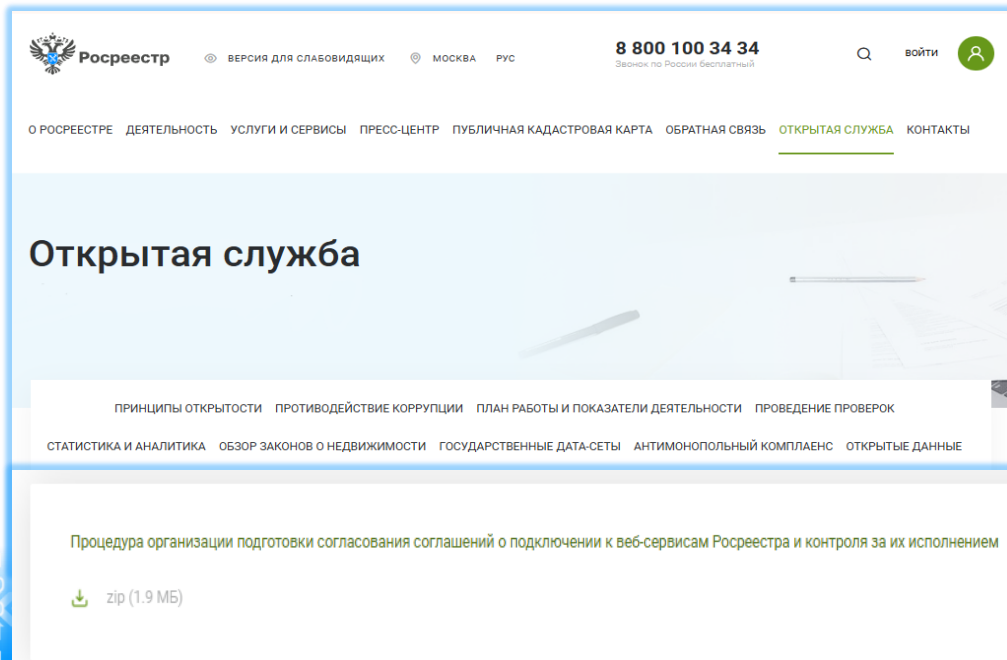 Росреестр
ВЕРСИЯ ДЛЯ СЛАБОВИДЯЩИХ МОСКВА РУС
8 800 100 34 34
Звонок по России бесплатный
ВОЙТИ
О РОСРЕЕСТРЕ ДЕЯТЕЛЬНОСТЬ УСЛУГИ И СЕРВИСЫ ПРЕСС-ЦЕНТР ПУБЛИЧНАЯ КАДАСТРОВАЯ КАРТА ОБРАТНАЯ СВЯЗЬ ОТКРЫТАЯ СЛУЖБА КОНТАКТЫ
Открытая служба
ПРИНЦИПЫ ОТКРЫТОСТИ ПРОТИВОДЕЙСТВИЕ КОРРУПЦИИ ПЛАН РАБОТЫ И ПОКАЗАТЕЛИ ДЕЯТЕЛЬНОСТИ ПРОВЕДЕНИЕ ПРОВЕРОК
СТАТИСТИКА И АНАЛИТИКА ОБЗОР ЗАКОНОВ О НЕДВИЖИМОСТИ ГОСУДАРСТВЕННЫЕ ДАТА-СЕТЫ АНТИМОНОПОЛЬНЫЙ КОМПЛАЕНС ОТКРЫТЫЕ ДАННЫЕ
Процедура организации подготовки согласования соглашений о подключении к веб-сервисам Росреестра и контроля за их исполнением
zip (1.9 МБ)